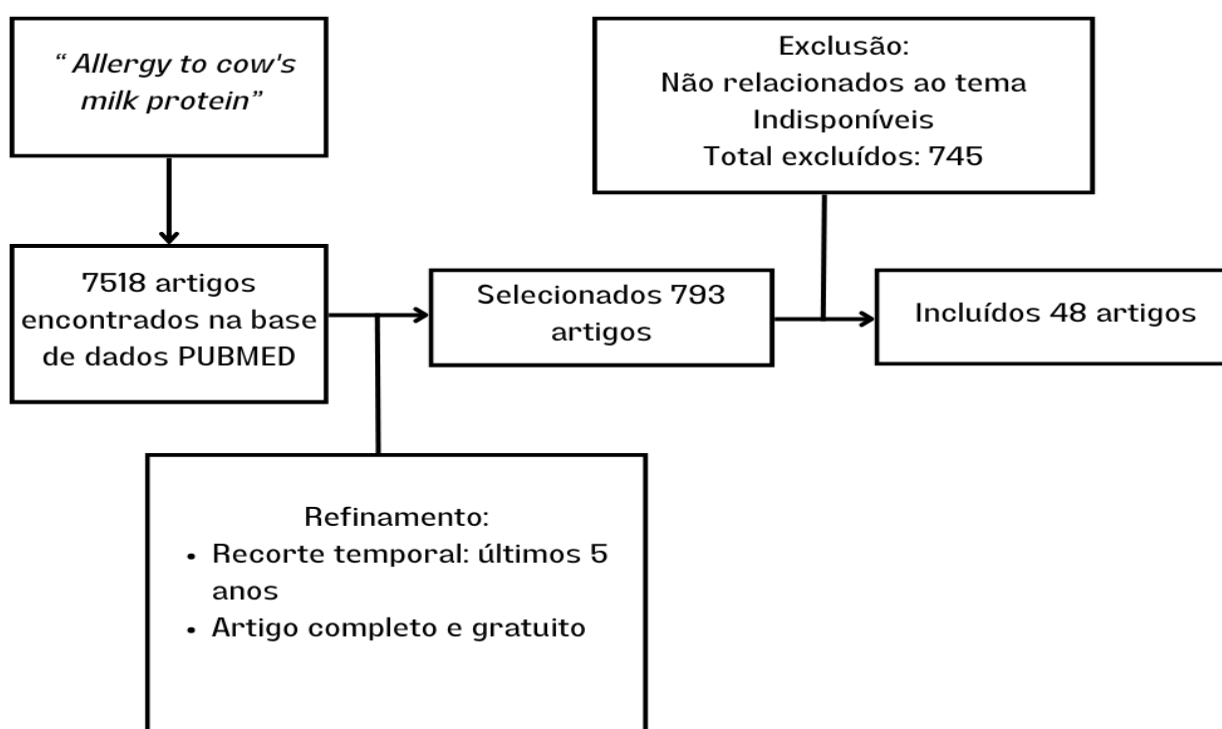 “ Allergy to cow's
milk protein”
7518 artigos
encontrados na base
de dados PUBMED
Refinamento:
• Recorte temporal: últimos 5
anos
• Artigo completo e gratuito
Selecionados 793
artigos
Exclusão:
Não relacionados ao tema
Indisponíveis
Total excluídos: 745
Incluídos 48 artigos